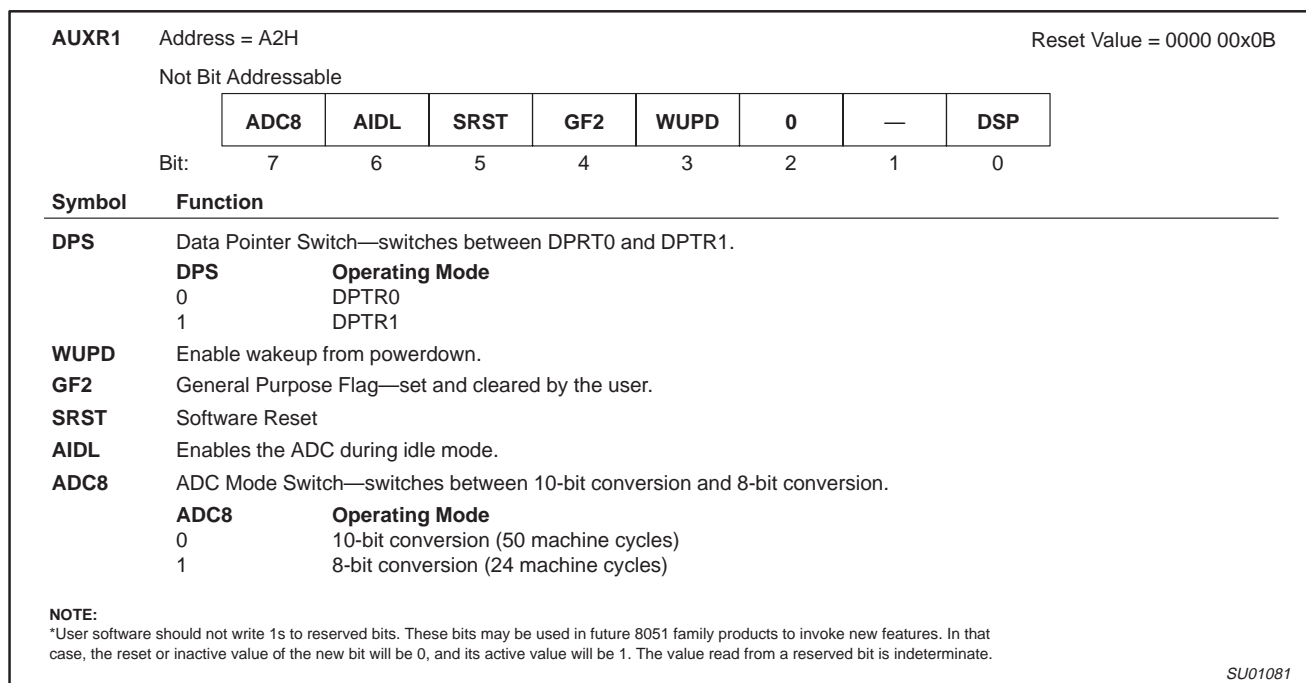 AUXR1 Address = A2H Reset Value = 0000 00x0B
Not Bit Addressable
ADC8 AIDL SRST GF2 WUPD 0 — DSP
Bit: 7 6 5 4 3 2 1 0
Symbol Function
DPS Data Pointer Switch—switches between DPRT0 and DPTR1.
DPS Operating Mode
0 DPTR0
1 DPTR1
WUPD Enable wakeup from powerdown.
GF2 General Purpose Flag—set and cleared by the user.
SRST Software Reset
AIDL Enables the ADC during idle mode.
ADC8 ADC Mode Switch—switches between 10-bit conversion and 8-bit conversion.
ADC8 Operating Mode
0 10-bit conversion (50 machine cycles)
1 8-bit conversion (24 machine cycles)
NOTE:
*User software should not write 1s to reserved bits. These bits may be used in future 8051 family products to invoke new features. In that
case, the reset or inactive value of the new bit will be 0, and its active value will be 1. The value read from a reserved bit is indeterminate.
SU01081